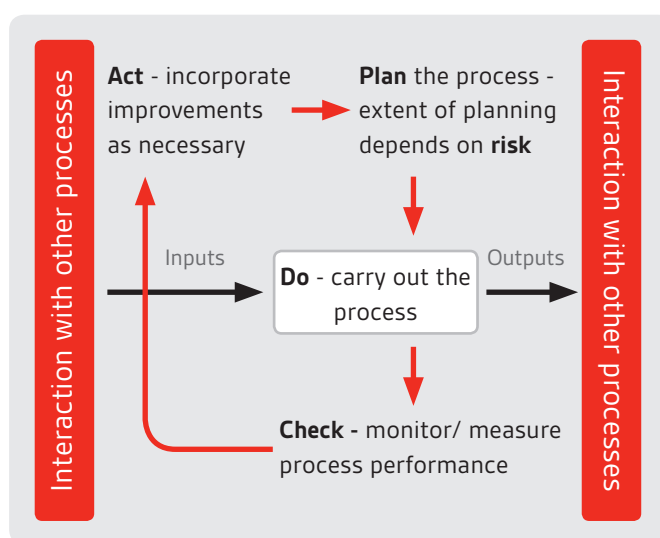 Interaction with other processes
Act - incorporate
improvements
as necessary
Plan the process -
extent of planning
depends on risk
Inputs
Do - carry out the
process
Outputs
Check - monitor/ measure
process performance
Interaction with other processes